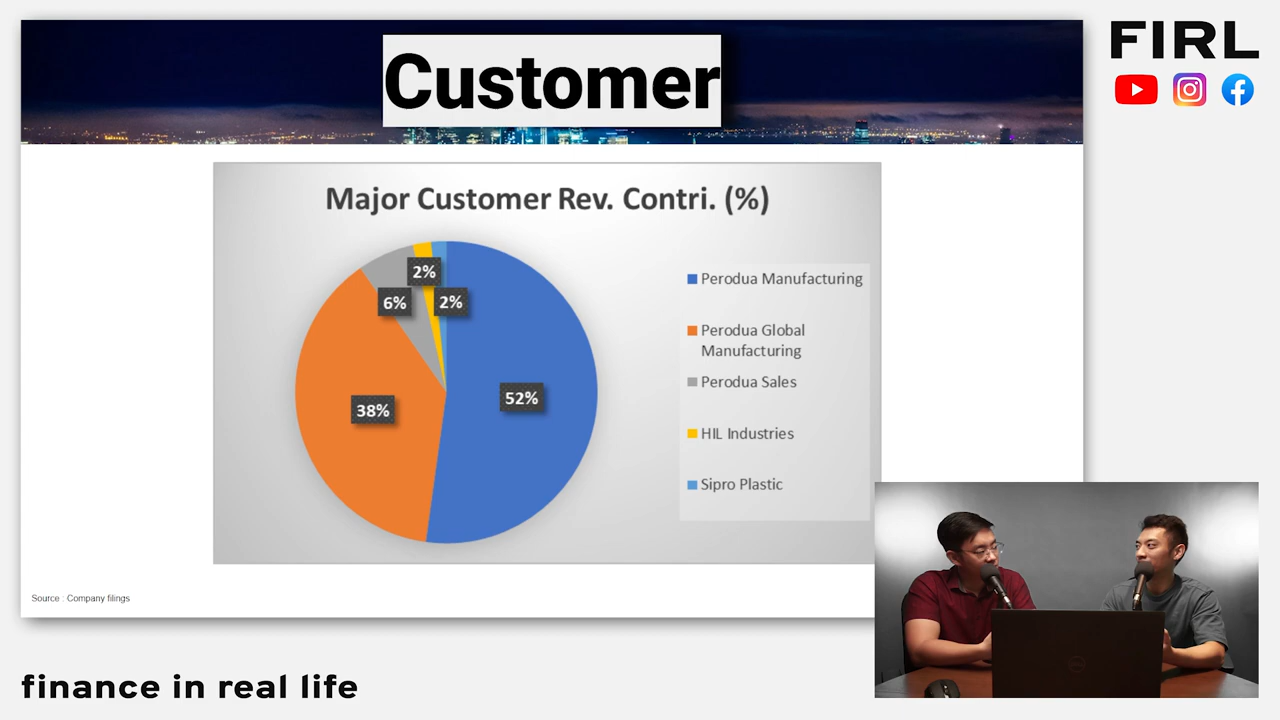 FIRL
Customer
Major Customer Rev. Contri. (%)
2%
6%
2%
38%
52%
Perodua Manufacturing
Perodua Global
Manufacturing
Perodua Sales
HIL Industries
Sipro Plastic
Source : Company filings
finance in real life